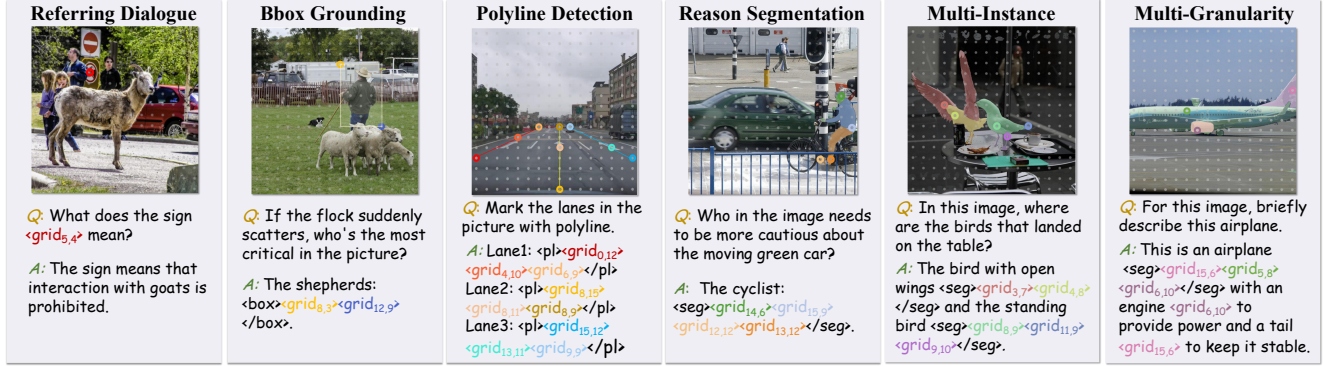 Referring Dialogue
Q: What does the sign
<grid5,4> mean?
A: The sign means that
interaction with goats is
prohibited.
Bbox Grounding
Q: If the flock suddenly
scatters, who's the most
critical in the picture?
A: The shepherds:
<box><grid8,3><grid12,9>
</box>.
Polyline Detection
Q: Mark the lanes in the
picture with polyline.
A: Lane1: <pl><grid0,12>
<grid4,10><grid6,9></pl>
Lane2: <pl><grid8,15>
<grid8,11><grid8,9></pl>
Lane3: <pl><grid15,12>
<grid13,11><grid9,9></pl>
Reason Segmentation
Q: Who in the image needs
to be more cautious about
the moving green car?
A: The cyclist:
<seg><grid14,6><grid15,9>
<grid12,12><grid13,12></seg>.
Multi-Instance
Q: In this image, where
are the birds that landed
on the table?
A: The bird with open
wings <seg><grid3,7><grid4,8>
</seg> and the standing
bird <seg><grid8,9><grid11,9>
<grid9,10></seg>.
Multi-Granularity
Q: For this image, briefly
describe this airplane.
A: This is an airplane
<seg><grid15,6><grid5,8>
<grid6,10></seg> with an
engine <grid6,10> to
provide power and a tail
<grid15,6> to keep it stable.